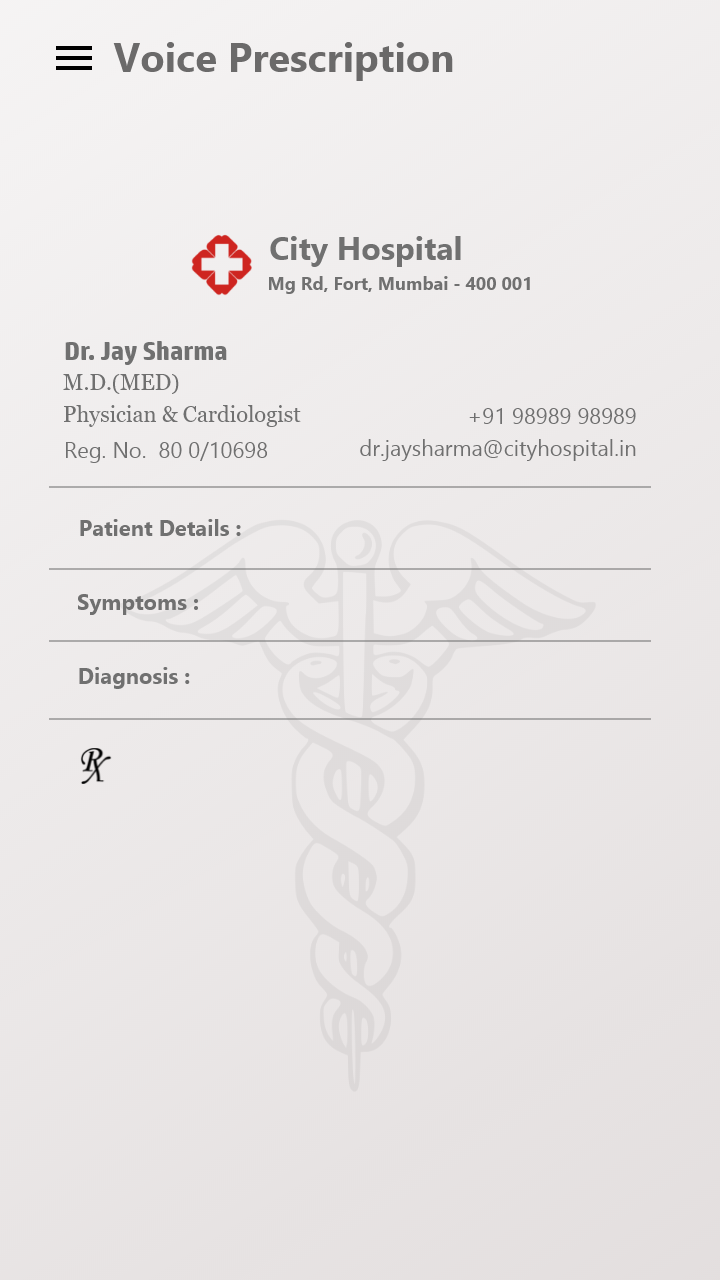 Voice Prescription
City Hospital
Mg Rd, Fort, Mumbai - 400 001
Dr. Jay Sharma
M.D.(MED)
Physician & Cardiologist
+91 98989 98989
Reg. No. 80 0/10698
dr.jaysharma@cityhospital.in
Patient Details :
Symptoms :
Diagnosis :
Rx